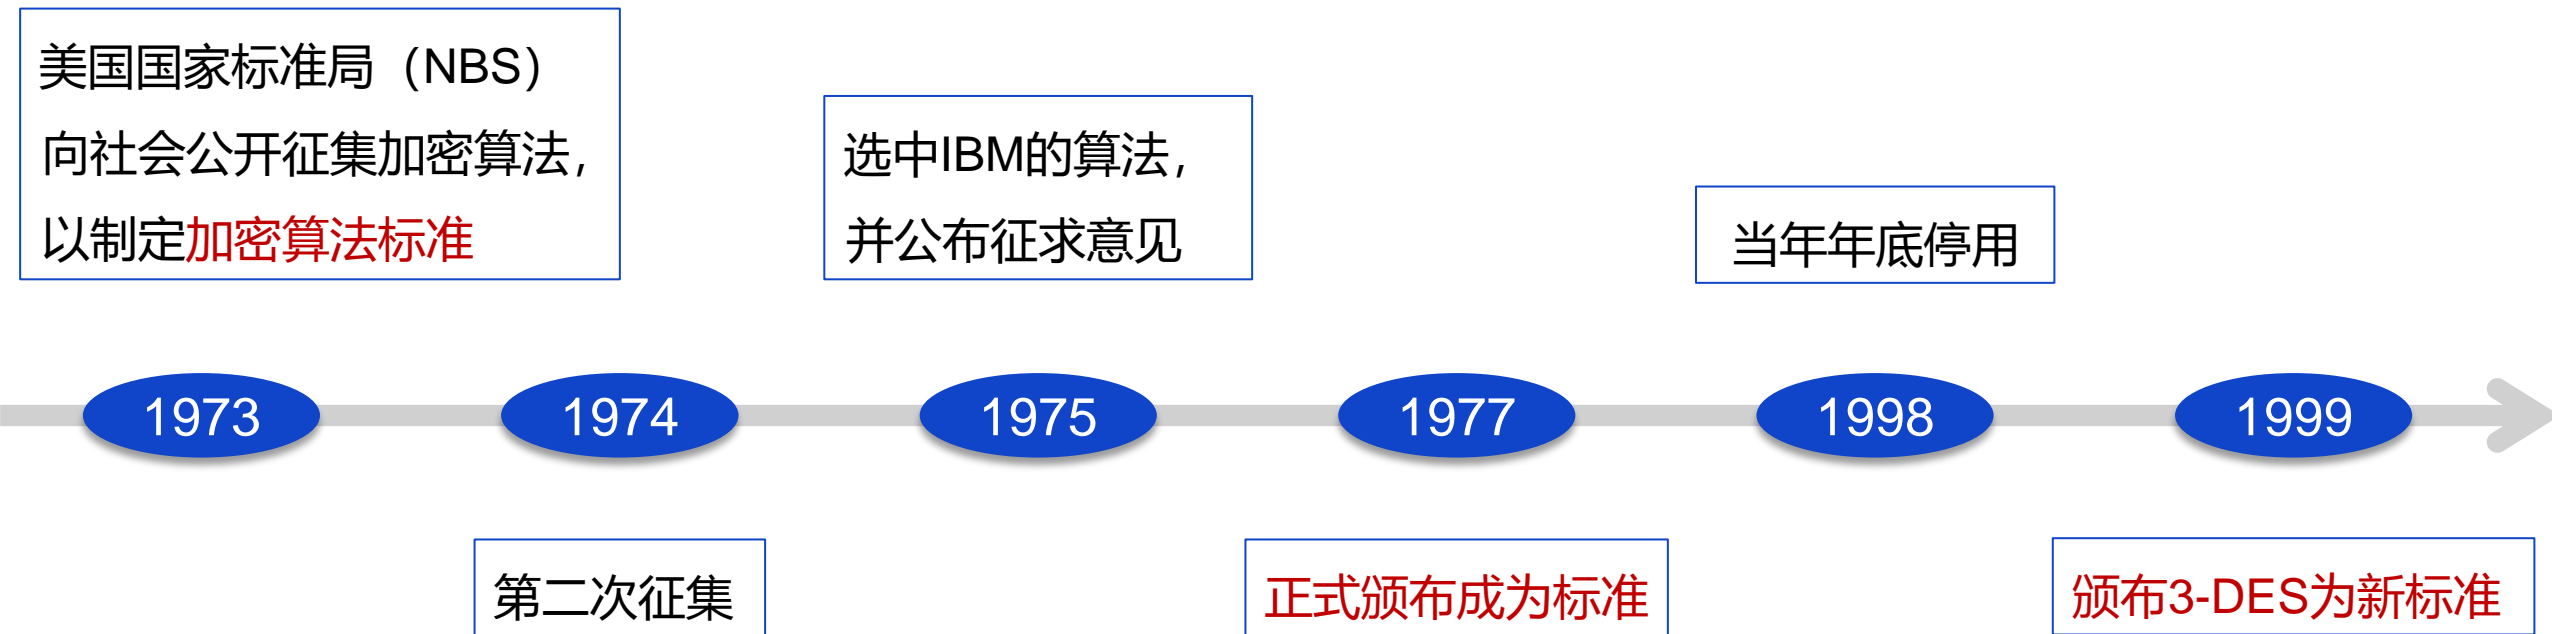 美国国家标准局（NBS）
向社会公开征集加密算法，
以制定加密算法标准
选中IBM的算法，
并公布征求意见
当年年底停用
1973
1974
1975
1977
1998
1999
第二次征集
正式颁布成为标准
颁布3-DES为新标准